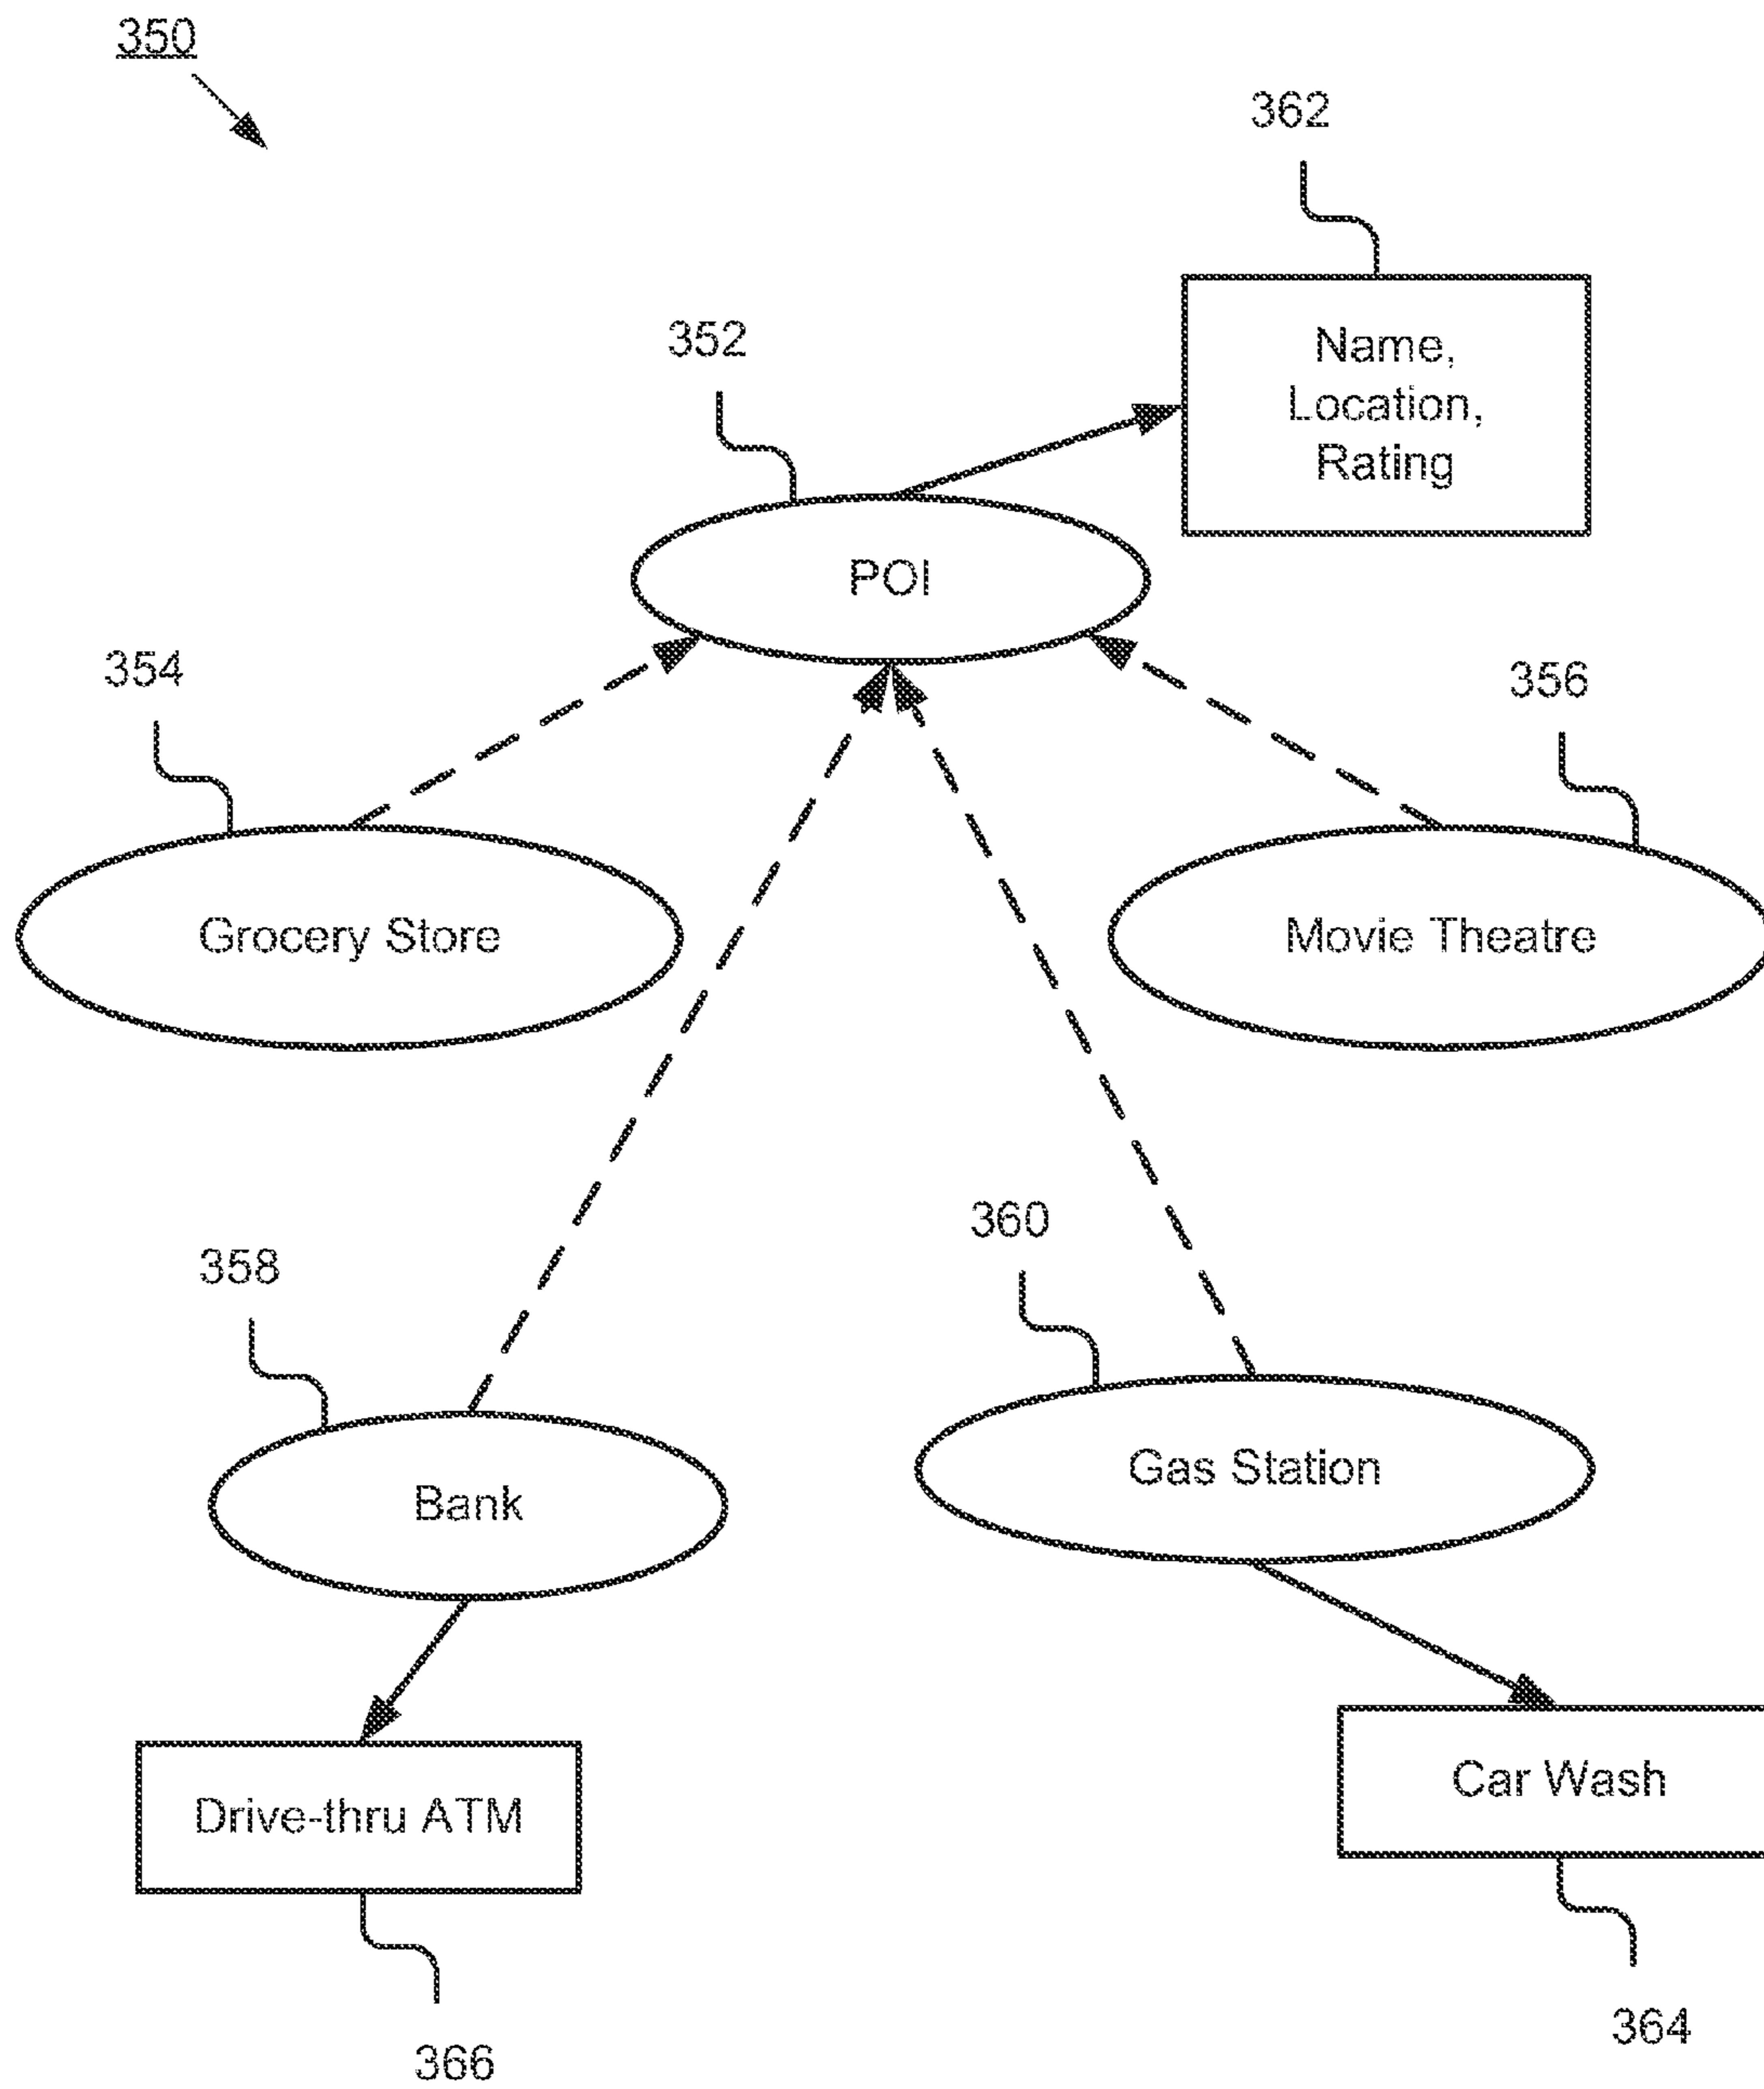 350
362
352
Name,
Location,
Rating
POI
354
356
Grocery Store
Movie Theatre
360
358
Gas Station
Bank
Car Wash
Drive-thru ATM
364
366